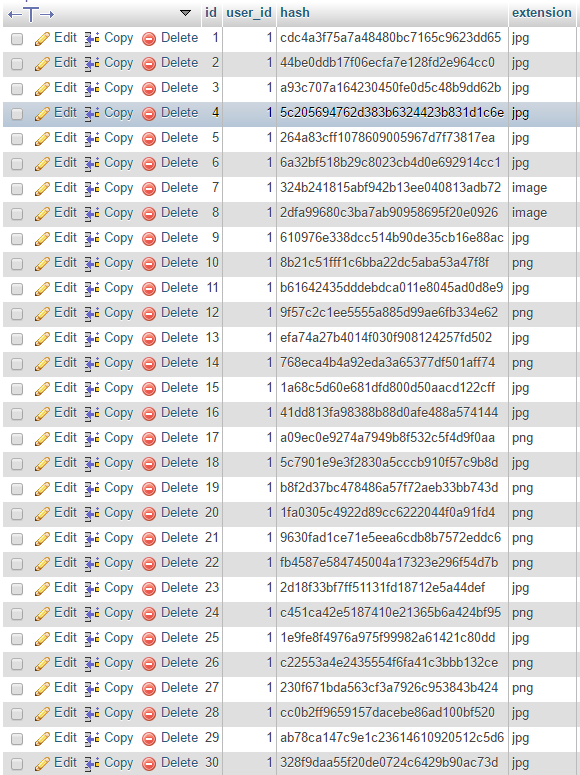 id user_id hash extension
Edit Copy Delete 1 1 cdc4a3f75a7a48480bc7165c9623dd65 jpg
Edit Copy Delete 2 1 44be0ddb17f06ecfa7e128fd2e964cc0 jpg
Edit Copy Delete 3 1 a93c707a164230450fe0d5c48b9dd62b jpg
Edit Copy Delete 4 1 5c205694762d383b6324423b831d1c6e jpg
Edit Copy Delete 5 1 264a83cff1078609005967d7f73817ea jpg
Edit Copy Delete 6 1 6a32bf518b29c8023cb4d0e692914cc1 jpg
Edit Copy Delete 7 1 324b241815abf942b13ee040813adb72 image
Edit Copy Delete 8 1 2dfa99680c3ba7ab90958695f20e0926 image
Edit Copy Delete 9 1 610976e338dcc514b90de35cb16e88ac jpg
Edit Copy Delete 10 1 8b21c51fff1c6bba22dc5aba53a47f8f png
Edit Copy Delete 11 1 b61642435dddebdca011e8045ad0d8e9 jpg
Edit Copy Delete 12 1 9f57c2c1ee5555a885d99ae6fb334e62 png
Edit Copy Delete 13 1 efa74a27b4014f030f908124257fd502 jpg
Edit Copy Delete 14 1 768eca4b4a92eda3a65377df501aff74 png
Edit Copy Delete 15 1 1a68c5d60e681dfd800d50aacd122cff jpg
Edit Copy Delete 16 1 41dd813fa98388b88d0afe488a574144 jpg
Edit Copy Delete 17 1 a09ec0e9274a7949b8f532c5f4d9f0aa png
Edit Copy Delete 18 1 5c7901e9e3f2830a5cccb910f57c9b8d jpg
Edit Copy Delete 19 1 b8f2d37bc478486a57f72aeb33bb743d png
Edit Copy Delete 20 1 1fa0305c4922d89cc6222044f0a91fd4 png
Edit Copy Delete 21 1 9630fad1ce71e5eea6cdb8b7572eddc6 png
Edit Copy Delete 22 1 fb4587e584745004a17323e296f54d7b png
Edit Copy Delete 23 1 2d18f33bf7ff51131fd18712e5a44def jpg
Edit Copy Delete 24 1 c451ca42e5187410e21365b6a424bf95 png
Edit Copy Delete 25 1 1e9fe8f4976a975f99982a61421c80dd jpg
Edit Copy Delete 26 1 c22553a4e2435554f6fa41c3bbb132ce png
Edit Copy Delete 27 1 230f671bda563cf3a7926c953843b424 png
Edit Copy Delete 28 1 cc0b2ff9659157dacebe86ad100bf520 jpg
Edit Copy Delete 29 1 ab78ca147c9e1c23614610920512c5d6 jpg
Edit Copy Delete 30 1 328f9daa55f20de0724c6429b90ac73d jpg